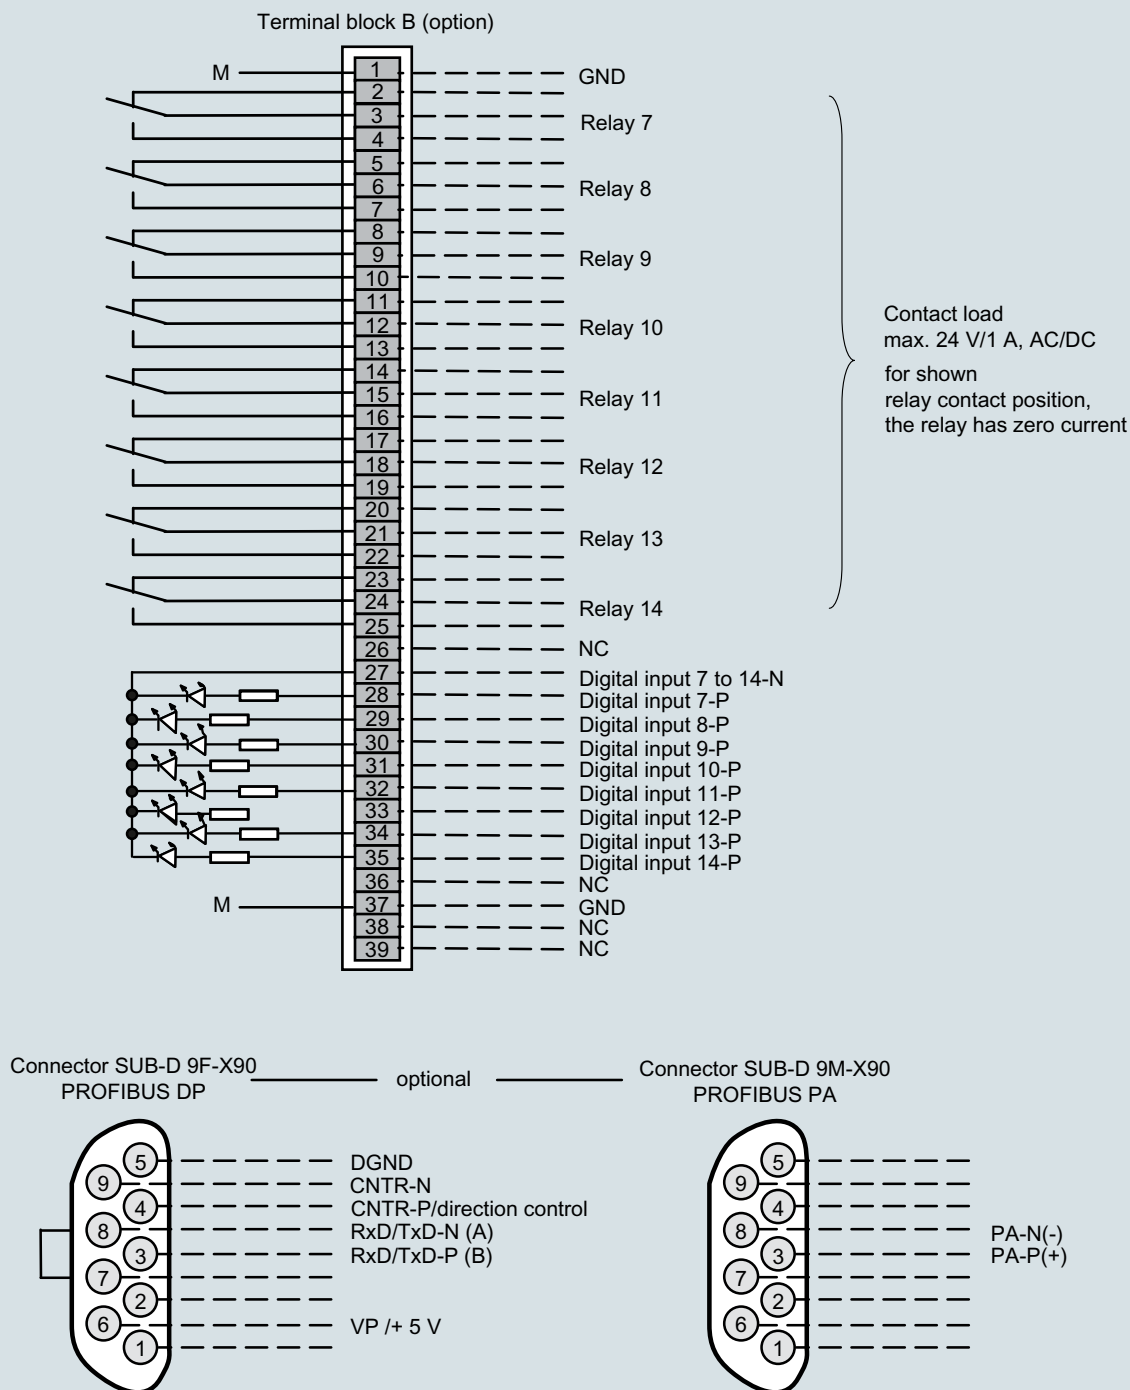 Terminal block B (option)
M 1 GND
2
3 Relay 7
4
5
6 Relay 8
7
8
9 Relay 9
10
11
12 Relay 10
13
14
15 Relay 11
16
17
18 Relay 12
19
20
21 Relay 13
22
23
24 Relay 14
25
Contact load
max. 24 V/1 A, AC/DC
for shown
relay contact position,
the relay has zero current
26 NC
27 Digital input 7 to 14-N
28 Digital input 7-P
29 Digital input 8-P
30 Digital input 9-P
31 Digital input 10-P
32 Digital input 11-P
33 Digital input 12-P
34 Digital input 13-P
35 Digital input 14-P
36 NC
M 37 GND
38 NC
39 NC
Connector SUB-D 9F-X90
PROFIBUS DP
optional
Connector SUB-D 9M-X90
PROFIBUS PA
5 DGND
9 CNTR-N
4 CNTR-P/direction control
8 RxD/TxD-N (A)
3 RxD/TxD-P (B)
7
2
6 VP /+ 5 V
1
5
9
4
8 PA-N(-)
3 PA-P(+)
7
2
6
1